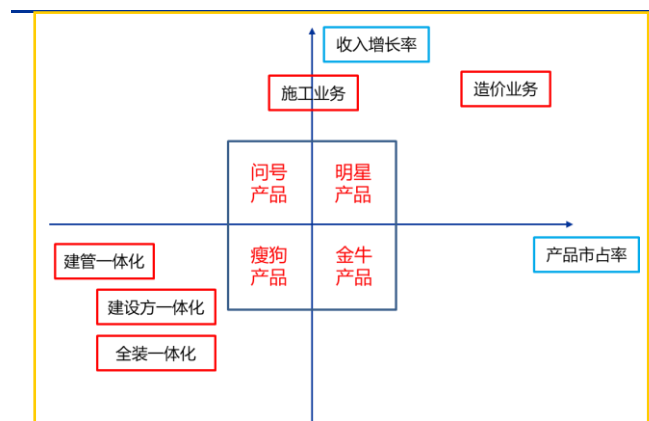 收入增长率
施工业务
造价业务
问号
产品
明星
产品
产品市占率
建管一体化
瘦狗
产品
金牛
产品
建设方一体化
全装一体化